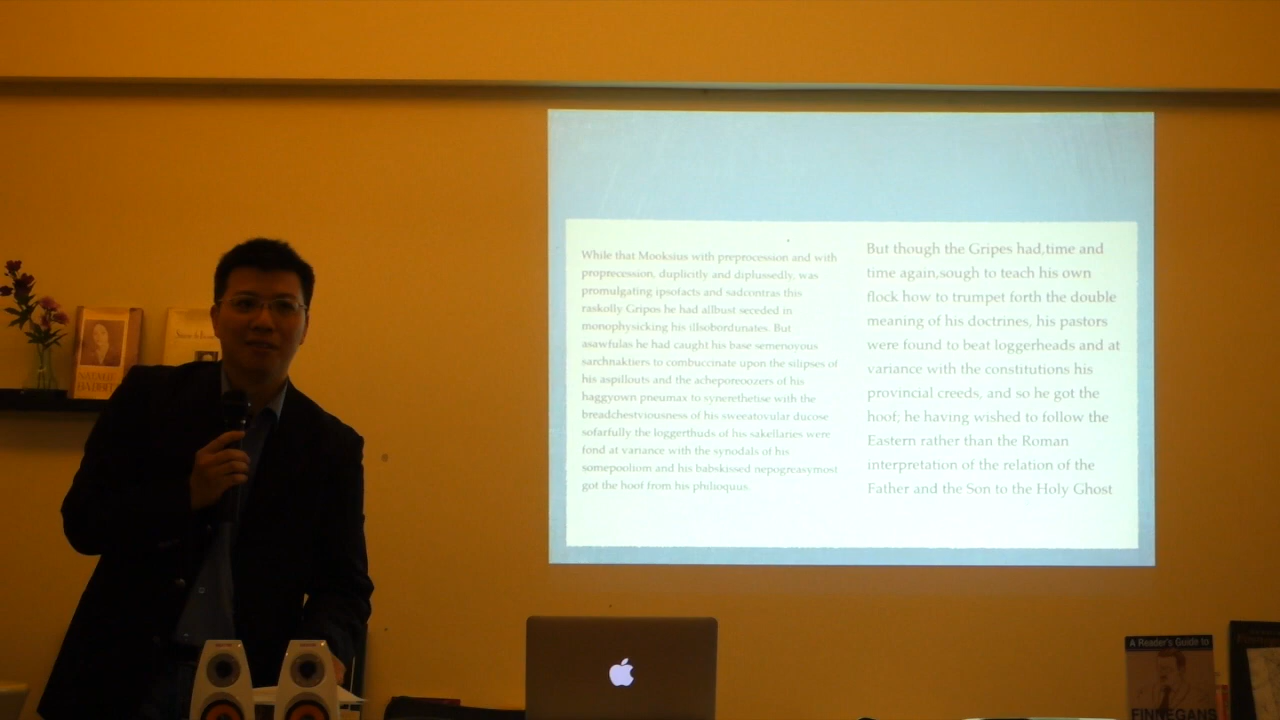 While that Mooksius with preprocession and with
proprecession, duplicitly and diplussedly, was
promulgating ipsofacts and sadcontras this
raskolly Gripos he had allbust seceded in
monophysicking his illsobordunates. But
asawfulas he had caught his base semenoyous
sarchnaktiers to combuccinate upon the silipses of
his aspillouts and the acheporeoozers of his
haggyown pneumax to synerethetise with the
breadchestviousness of his sweeatovular ducose
sofarfully the loggerthuds of his sakellaries were
fond at variance with the synodals of his
somepooliom and his babskissed nepogreasymost
got the hoof from his philioquus.
But though the Gripes had,time and
time again,sough to teach his own
flock how to trumpet forth the double
meaning of his doctrines, his pastors
were found to beat loggerheads and at
variance with the constitutions his
provincial creeds, and so he got the
hoof; he having wished to follow the
Eastern rather than the Roman
interpretation of the relation of the
Father and the Son to the Holy Ghost
NATALIE
BABBITT
A Reader's Guide to
FINNEGANS